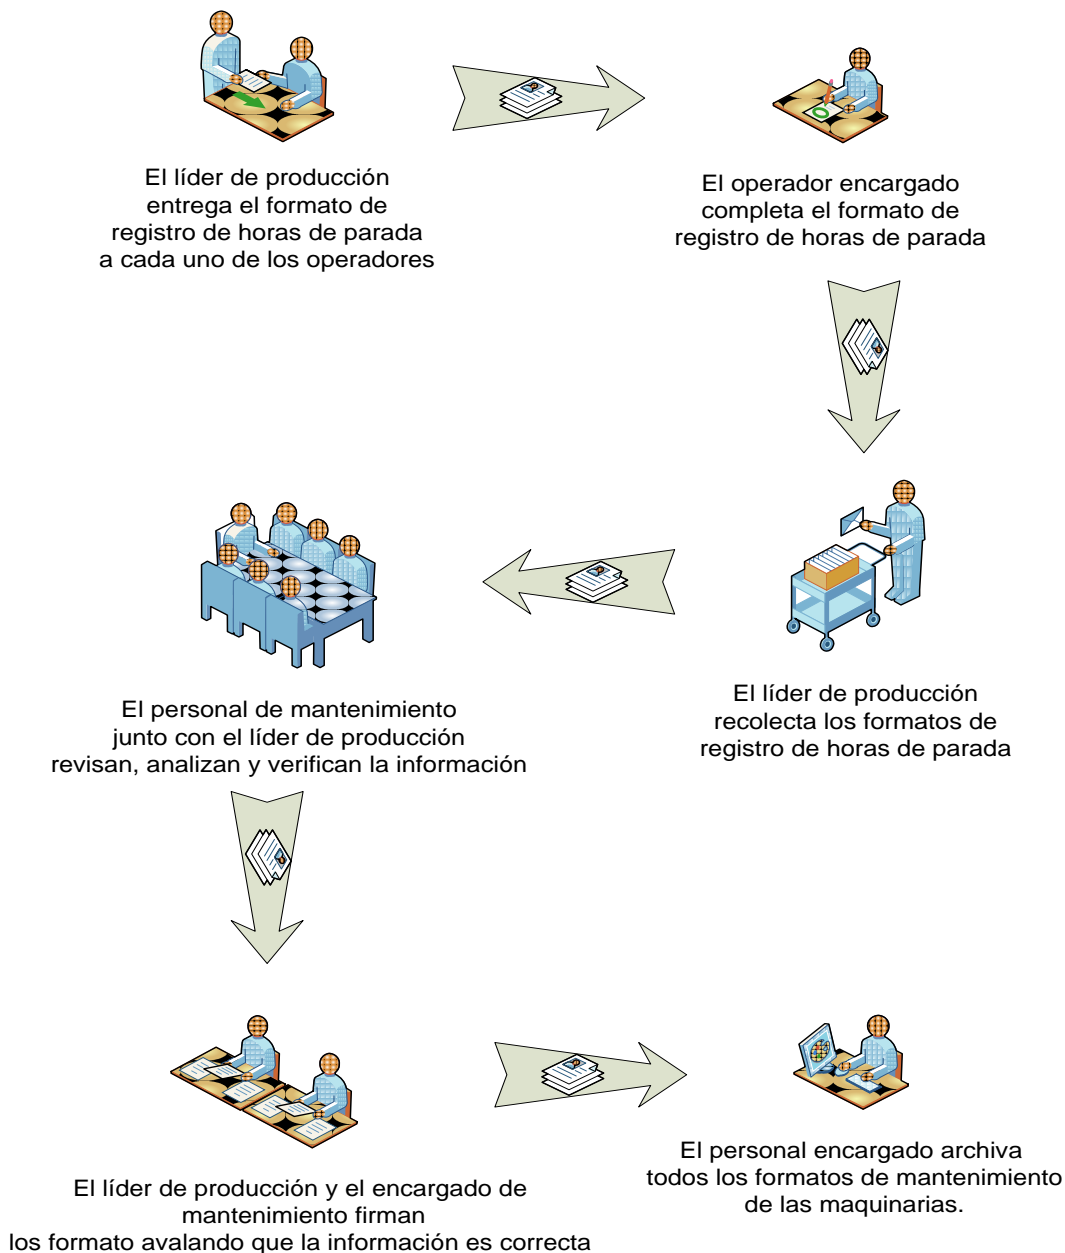 El líder de producción
entrega el formato de
registro de horas de parada
a cada uno de los operadores
El operador encargado
completa el formato de
registro de horas de parada
El líder de producción
recolecta los formatos de
registro de horas de parada
El personal de mantenimiento
junto con el líder de producción
revisan, analizan y verifican la información
El líder de producción y el encargado de
mantenimiento firman
los formato avalando que la información es correcta
El personal encargado archiva
todos los formatos de mantenimiento
de las maquinarias.